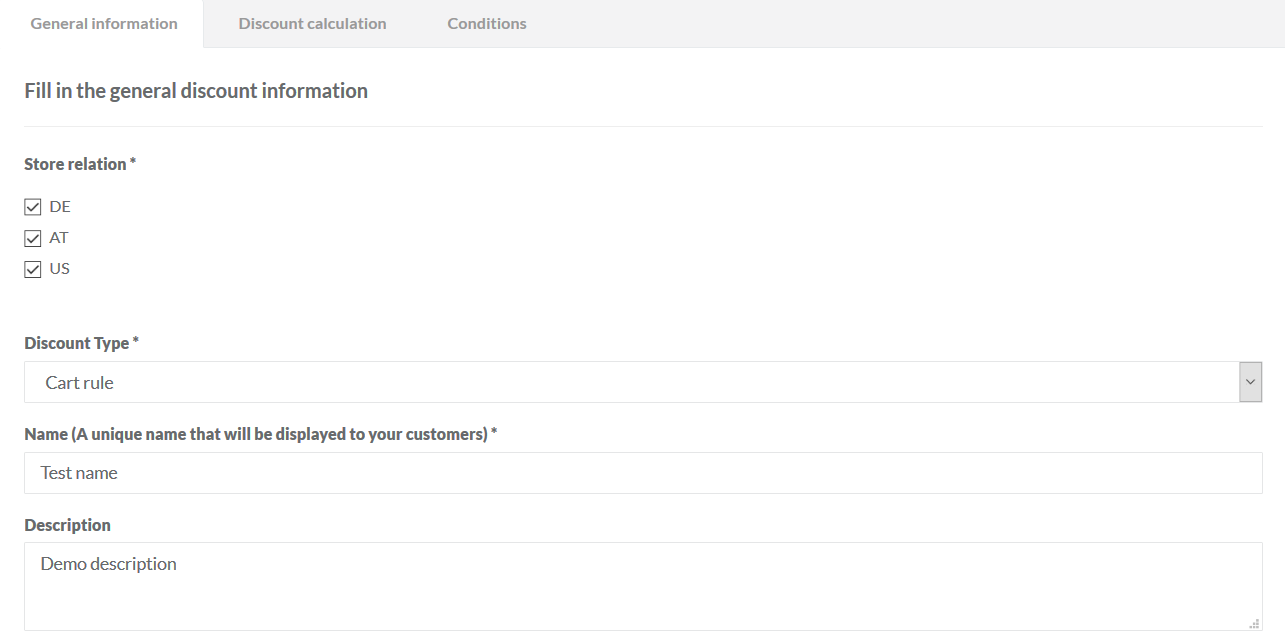 General information Discount calculation Conditions
Fill in the general discount information
Store relation *
DE
AT
US
Discount Type *
Cart rule
Name (A unique name that will be displayed to your customers) *
Test name
Description
Demo description